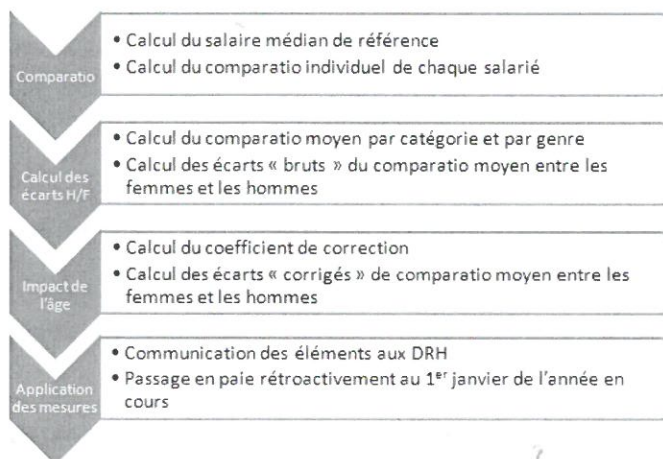 Comparatio
• Calcul du salaire médian de référence
• Calcul du comparatio individuel de chaque salarié
Calcul des
écarts H/F
• Calcul du comparatio moyen par catégorie et par genre
• Calcul des écarts « bruts » du comparatio moyen entre les
femmes et les hommes
Impact de
l'âge
• Calcul du coefficient de correction
• Calcul des écarts « corrigés » de comparatio moyen entre les
femmes et les hommes
Application
des mesures
• Communication des éléments aux DRH
• Passage en paie rétroactivement au 1er janvier de l'année en
cours